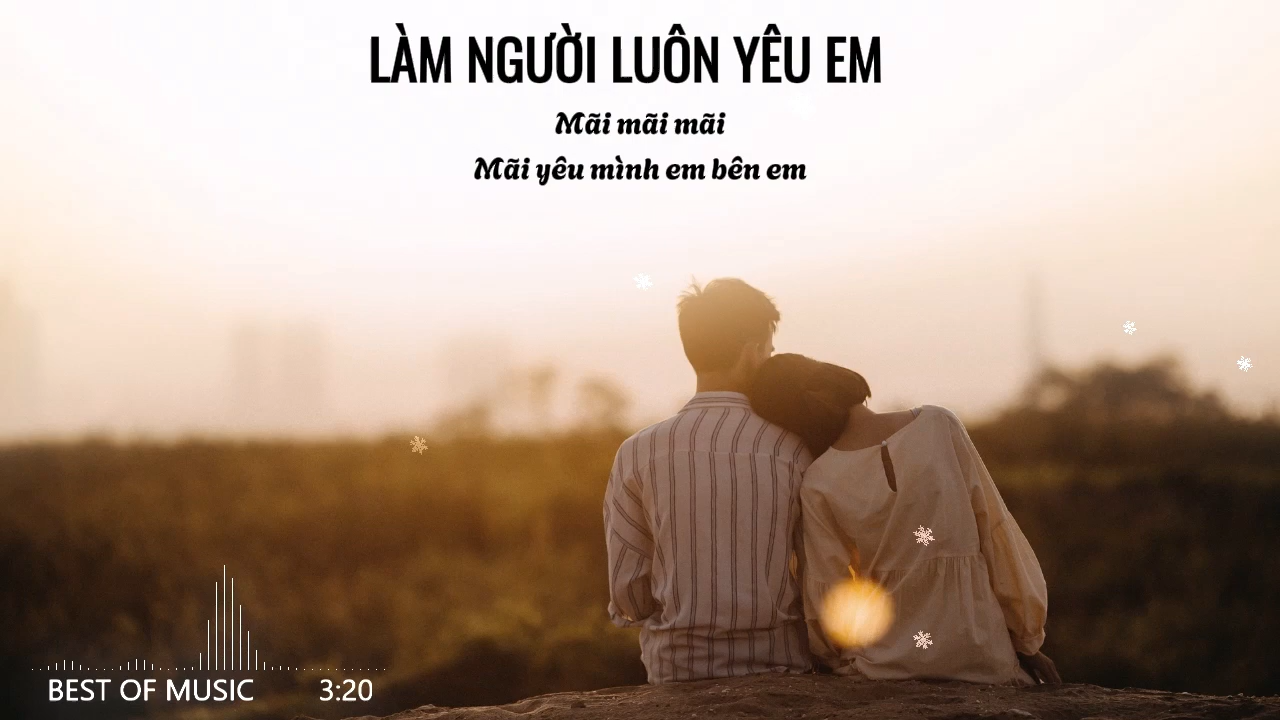 LÀM NGƯỜI LUÔN YÊU EM
Mãi mãi mãi
Mãi yêu mình em bên em
BEST OF MUSIC 3:20